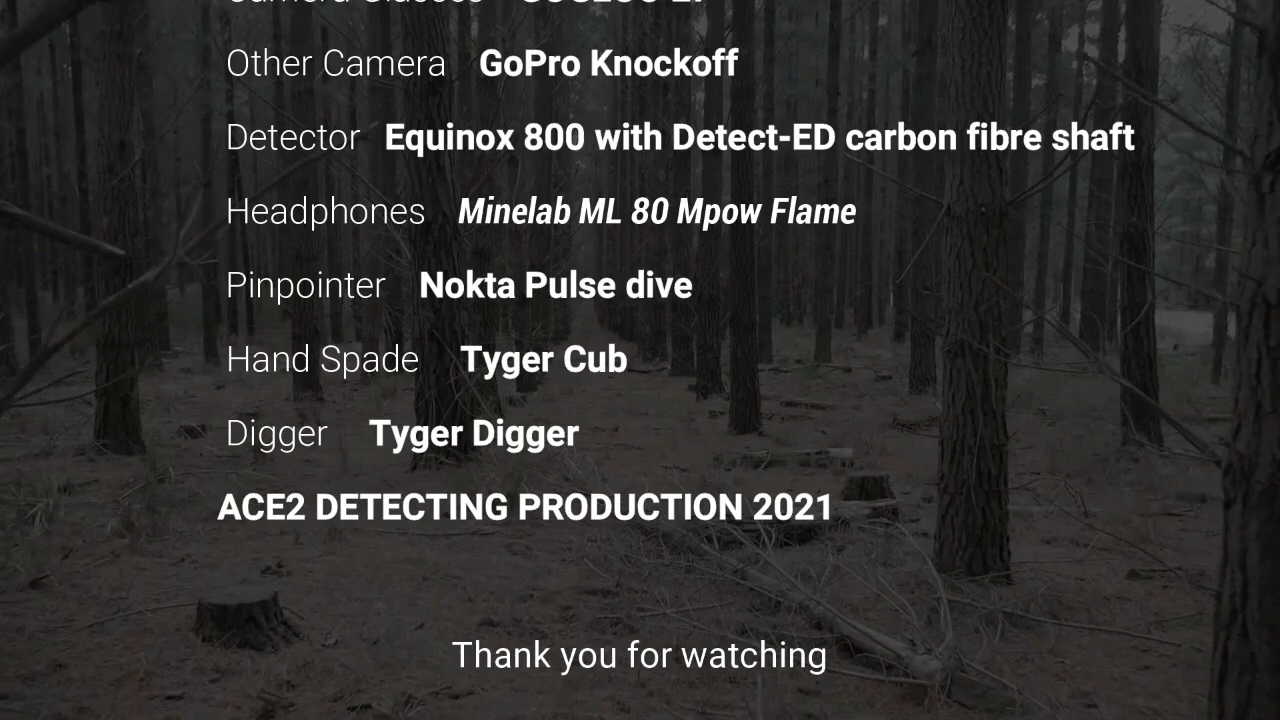 Other Camera GoPro Knockoff
Detector Equinox 800 with Detect-ED carbon fibre shaft
Headphones Minelab ML 80 Mpow Flame
Pinpointer Nokta Pulse dive
Hand Spade Tyger Cub
Digger Tyger Digger
ACE2 DETECTING PRODUCTION 2021
Thank you for watching